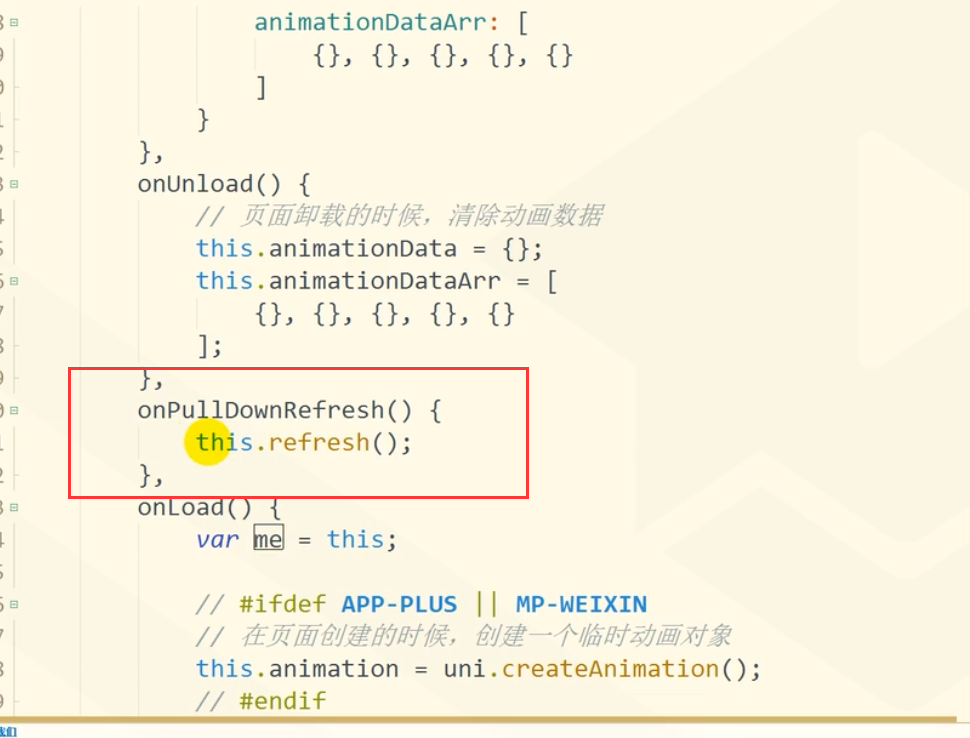 animationDataArr: [
{}, {}, {}, {}, {}
]
}
},
onUnload() {
// 页面卸载的时候，清除动画数据
this.animationData = {};
this.animationDataArr = [
{}, {}, {}, {}, {}
];
},
onPullDownRefresh() {
this.refresh();
},
onLoad() {
var me = this;
// #ifdef APP-PLUS || MP-WEIXIN
// 在页面创建的时候，创建一个临时动画对象
this.animation = uni.createAnimation();
// #endif